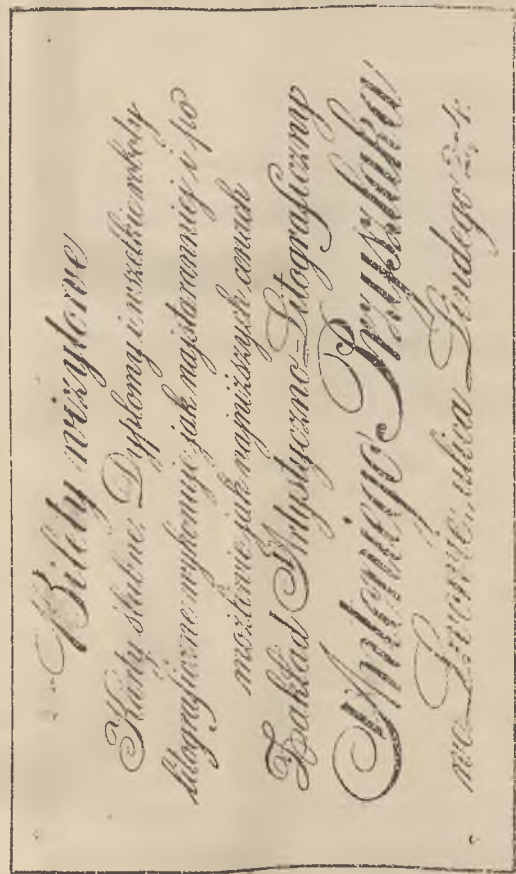 Bilety wizytowe
Karty ślubne, Dyplomy i wszelkie roboty
litograficzne wykonuje jak najstaranniej i po
możliwie jak najniższych cenach
Zakład Artystyczno-Litograficzny
Antoniego Przyszlaka
we Lwowie, ulica Lindego